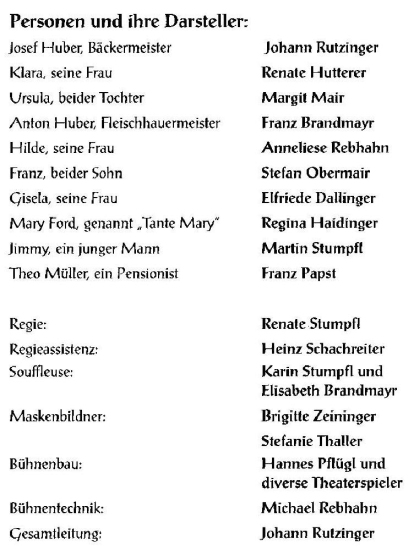 Personen und ihre Darsteller:
Josef Huber, Bäckermeister Johann Rutzinger
Klara, seine Frau Renate Hutterer
Ursula, beider Tochter Margit Mair
Anton Huber, Fleischhauermeister Franz Brandmayr
Hilde, seine Frau Anneliese Rebhahn
Franz, beider Sohn Stefan Obermair
Gisela, seine Frau Elfriede Dallinger
Mary Ford, genannt „Tante Mary" Regina Haidinger
Jimmy, ein junger Mann Martin Stumpfl
Theo Müller, ein Pensionist Franz Papst
Regie: Renate Stumpfl
Regieassistenz: Heinz Schachreiter
Souffleuse: Karin Stumpfl und
Elisabeth Brandmayr
Maskenbildner: Brigitte Zeininger
Stefanie Thaller
Bühnenbau: Hannes Pflügl und
diverse Theaterspieler
Bühnentechnik: Michael Rebhahn
Gesamtleitung: Johann Rutzinger